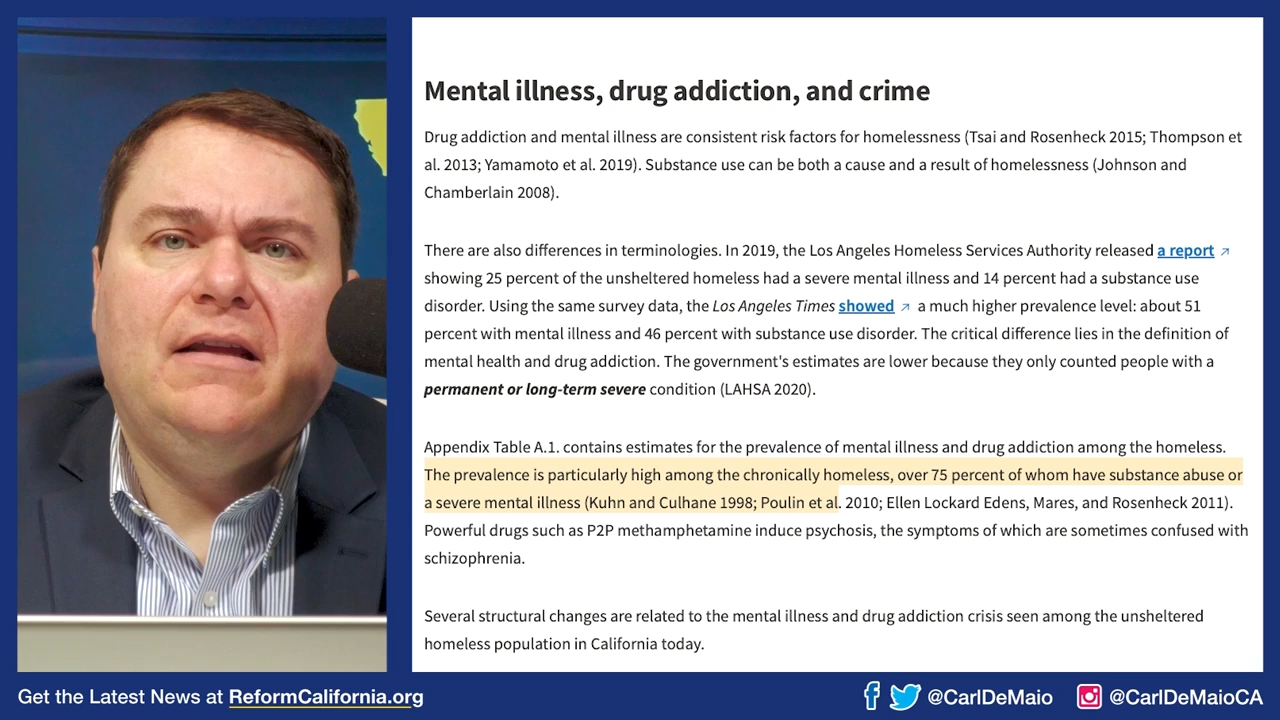 Mental illness, drug addiction, and crime
Drug addiction and mental illness are consistent risk factors for homelessness (Tsai and Rosenheck 2015; Thompson et
al. 2013; Yamamoto et al. 2019). Substance use can be both a cause and a result of homelessness (Johnson and
Chamberlain 2008).
There are also differences in terminologies. In 2019, the Los Angeles Homeless Services Authority released a report ↗
showing 25 percent of the unsheltered homeless had a severe mental illness and 14 percent had a substance use
disorder. Using the same survey data, the Los Angeles Times showed ↗ a much higher prevalence level: about 51
percent with mental illness and 46 percent with substance use disorder. The critical difference lies in the definition of
mental health and drug addiction. The government's estimates are lower because they only counted people with a
permanent or long-term severe condition (LAHSA 2020).
Appendix Table A.1. contains estimates for the prevalence of mental illness and drug addiction among the homeless.
The prevalence is particularly high among the chronically homeless, over 75 percent of whom have substance abuse or
a severe mental illness (Kuhn and Culhane 1998; Poulin et al. 2010; Ellen Lockard Edens, Mares, and Rosenheck 2011).
Powerful drugs such as P2P methamphetamine induce psychosis, the symptoms of which are sometimes confused with
schizophrenia.
Several structural changes are related to the mental illness and drug addiction crisis seen among the unsheltered
homeless population in California today.
Get the Latest News at ReformCalifornia.org
@CarlDeMaio
@CarlDeMaioCA